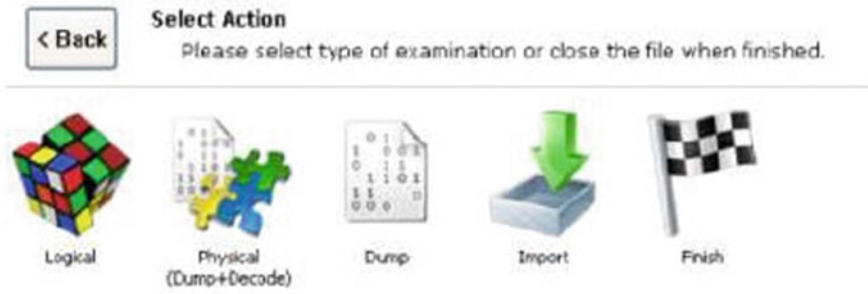 < Back
Select Action
Please select type of examination or close the file when finished.
Logical
Physical
(Dump+Decode)
Dump
Import
Finish